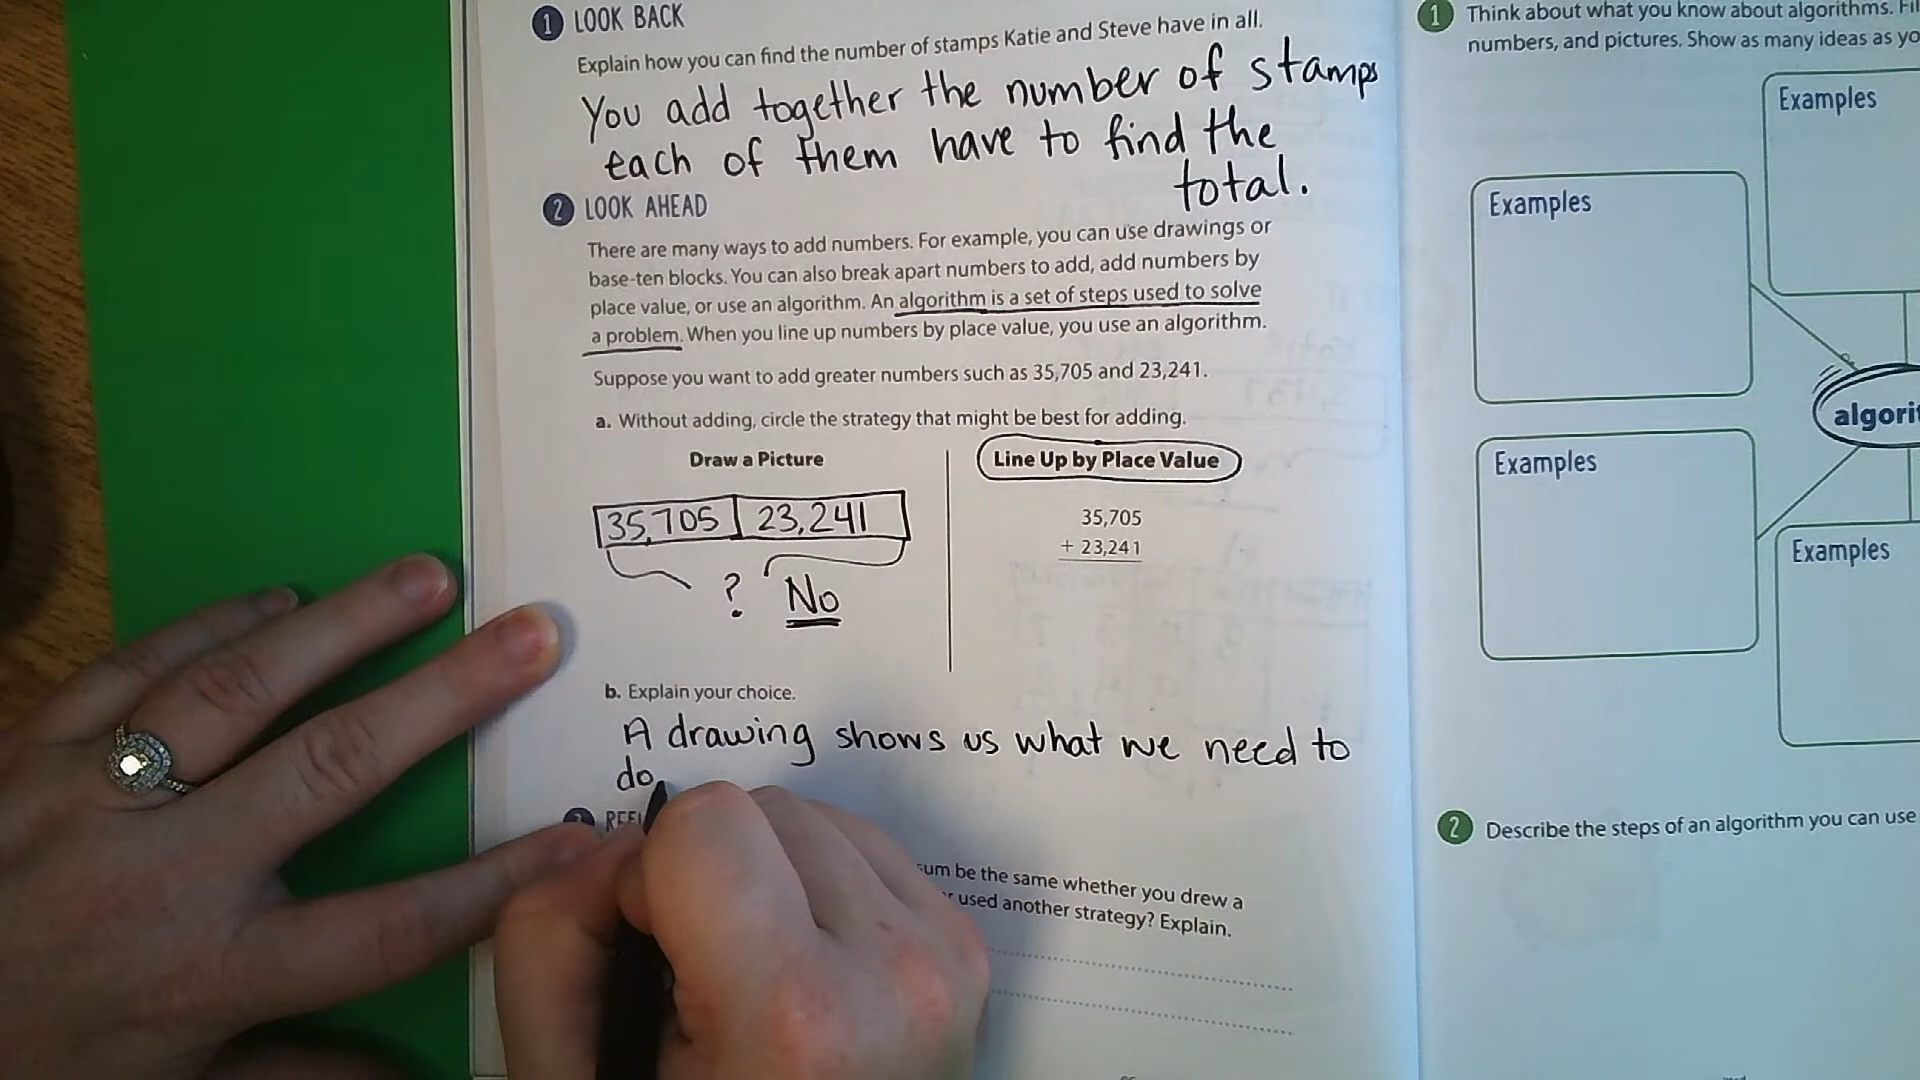 1 LOOK BACK
Explain how you can find the number of stamps Katie and Steve have in all.
You add together the number of stamps
each of them have to find the
total.
2 LOOK AHEAD
There are many ways to add numbers. For example, you can use drawings or
base-ten blocks. You can also break apart numbers to add, add numbers by
place value, or use an algorithm. An algorithm is a set of steps used to solve
a problem. When you line up numbers by place value, you use an algorithm.
Suppose you want to add greater numbers such as 35,705 and 23,241.
a. Without adding, circle the strategy that might be best for adding.
Draw a Picture
35,705 23,241
? No
Line Up by Place Value
35,705
+ 23,241
b. Explain your choice.
A drawing shows us what we need to
do
be the same whether you drew a
used another strategy? Explain.
1 Think about what you know about algorithms.
numbers, and pictures. Show as many ideas as
Examples
Examples
Examples
Examples
2 Describe the steps of an algorithm you can use